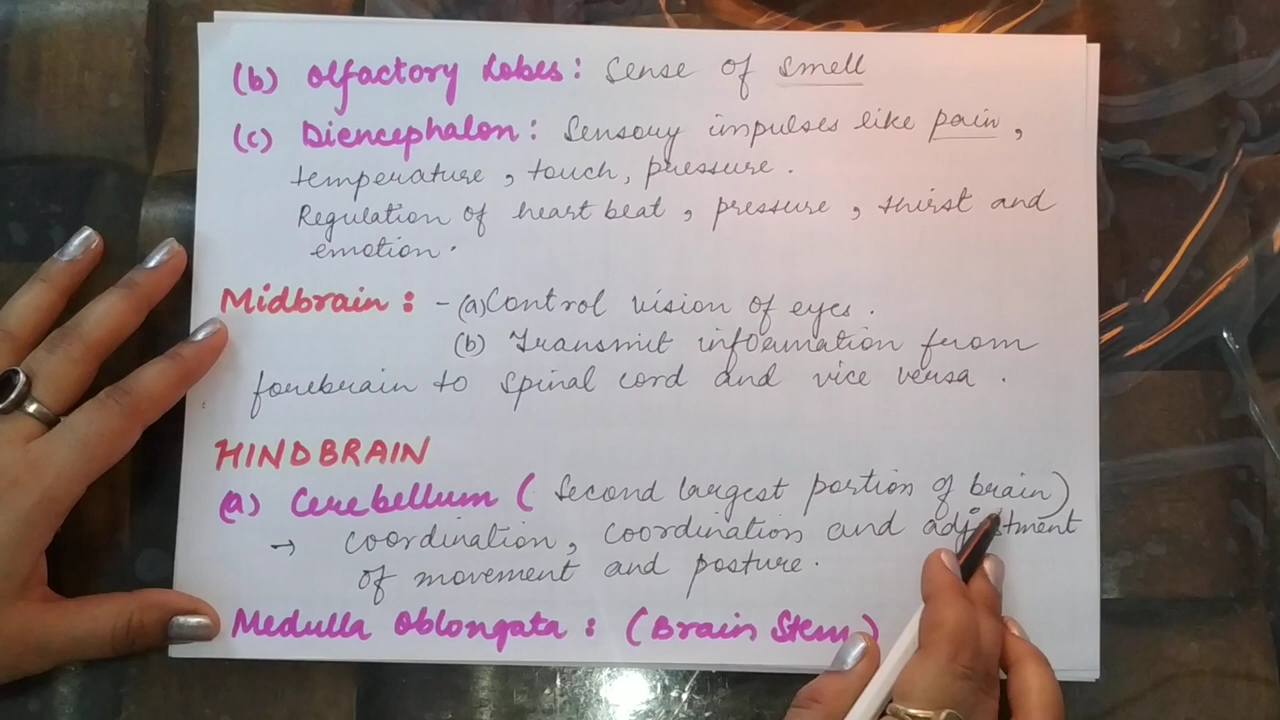 (b) Olfactory Lobes: Sense of Smell
(c) Diencephalon: Sensory impulses like pain,
temperature, touch, pressure.
Regulation of heart beat, pressure, thirst and
emotion.
Midbrain: - (a) Control vision of eyes.
(b) Transmit information from
forebrain to spinal cord and vice versa.
HINDBRAIN
(a) Cerebellum (Second largest portion of brain)
→ coordination, coordination and adjustment
of movement and posture.
Medulla Oblongata: (Brain Stem)